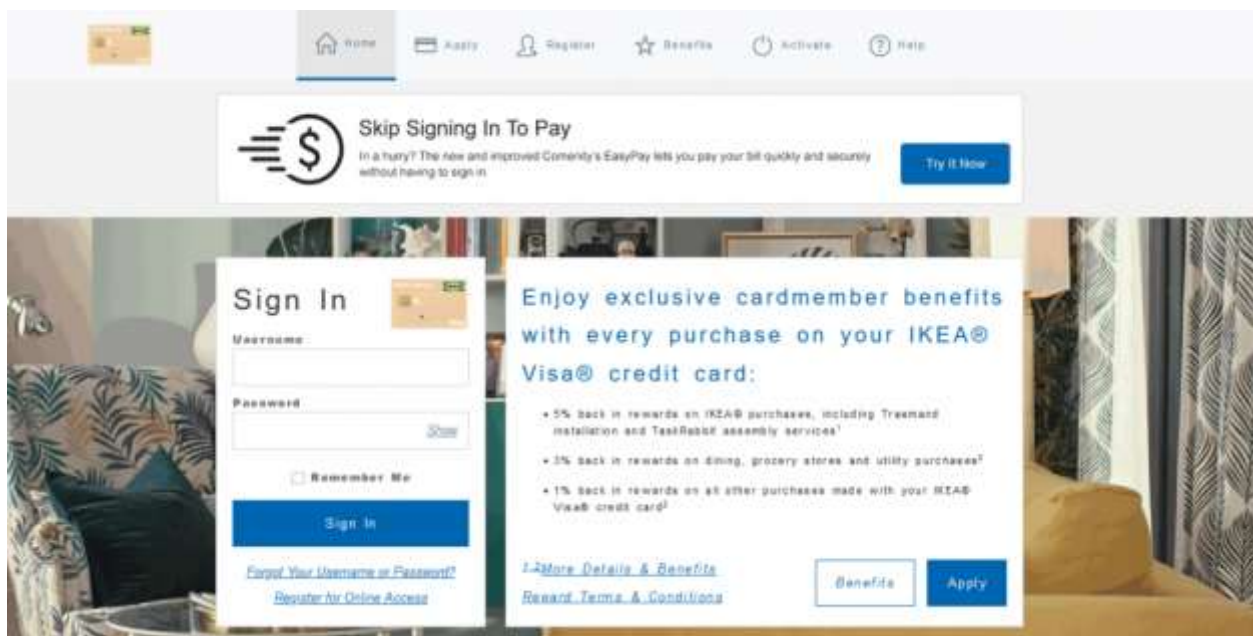 Home
Apply
Register
Benefits
Activate
Help
Skip Signing In To Pay
In a hurry? The new and improved Comenity's EasyPay lets you pay your bill quickly and securely
without having to sign in
Try It Now
Sign In
Username
Password
Show
Remember Me
Sign In
Forgot Your Username or Password?
Register for Online Access
Enjoy exclusive cardmember benefits
with every purchase on your IKEA®
Visa® credit card:
• 5% back in rewards on IKEA® purchases, including Traemand
installation and TaskRabbit assembly services¹
• 3% back in rewards on dining, grocery stores and utility purchases²
• 1% back in rewards on all other purchases made with your IKEA®
Visa® credit card²
1,2More Details & Benefits
Reward Terms & Conditions
Benefits
Apply